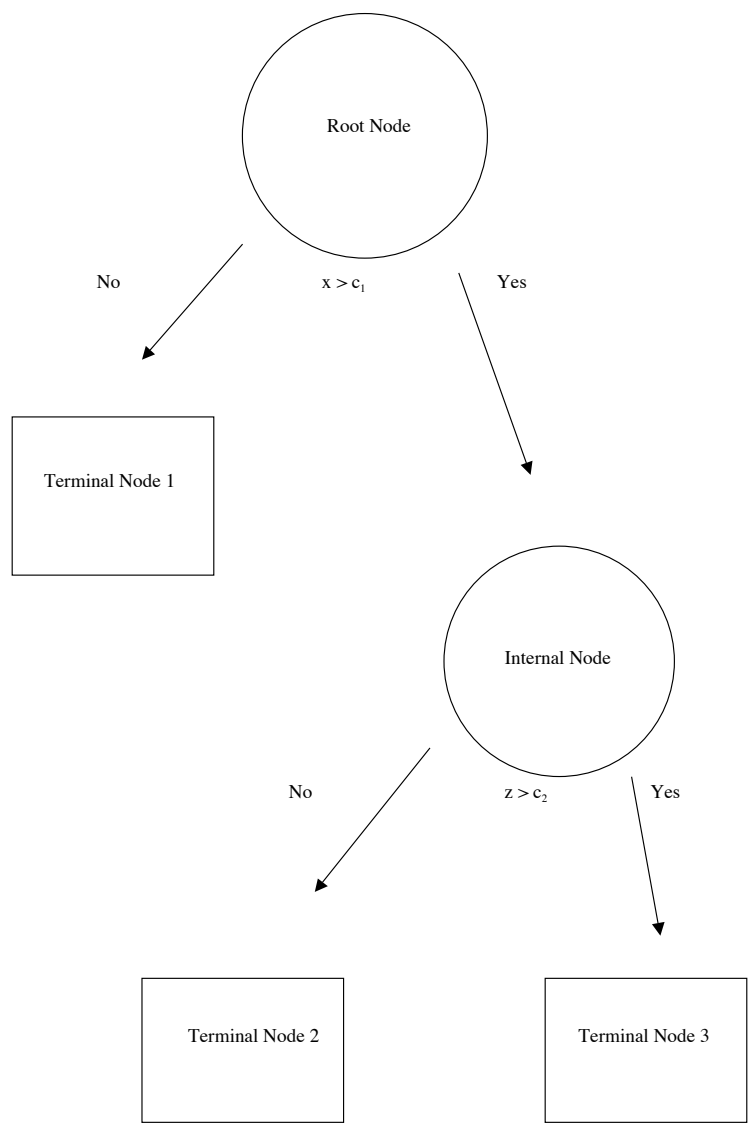 Root Node
No
x > c₁
Yes
Terminal Node 1
Internal Node
No
z > c₂
Yes
Terminal Node 2
Terminal Node 3